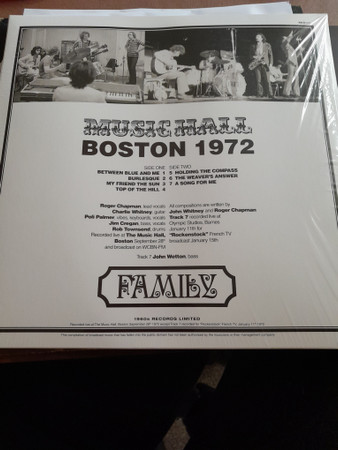 MUSIC HALL
BOSTON 1972
SIDE ONE
BETWEEN BLUE AND ME 1
BURLESQUE 2
MY FRIEND THE SUN 3
TOP OF THE HILL 4
SIDE TWO
5 HOLDING THE COMPASS
6 THE WEAVER'S ANSWER
7 A SONG FOR ME
Roger Chapman, lead vocals
Charlie Whitney, guitar
Poli Palmer, vibes, keyboards, vocals
Jim Cregan, bass, vocals
Rob Townsend, drums
Recorded live at The Music Hall,
Boston September 28th
and broadcast on WCBN-FM
All compositions are written by
John Whitney and Roger Chapman
Track 7 recorded live at
Olympic Studios, Barnes
January 11th for
"Rockenstock" French TV
broadcast January 15th
Track 7 John Wetton, bass
FAMILY
1960s RECORDS LIMITED